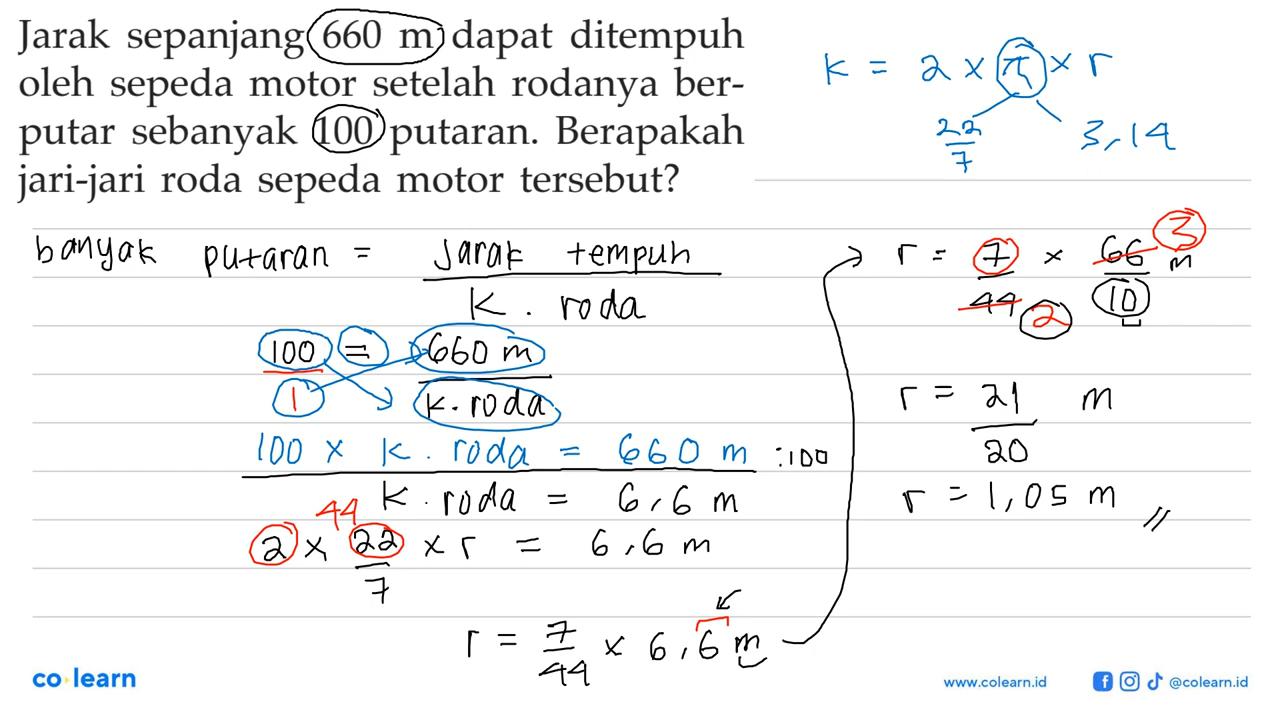 Jarak sepanjang 660 m dapat ditempuh
oleh sepeda motor setelah rodanya ber-
putar sebanyak 100 putaran. Berapakah
jari-jari roda sepeda motor tersebut?
K = 2 × π × r
22/7 3,14
banyak putaran = Jarak tempuh / K. roda
100/1 = 660 m / k. roda
100 × K. roda = 660 m :100
K. roda = 6,6 m
44
2 × 22/7 × r = 6,6 m
r = 7/44 × 6,6 m
r = 7/44 × 66/10 m
3
2
r = 21/20 m
r = 1,05 m //
co learn
www.colearn.id
@colearn.id